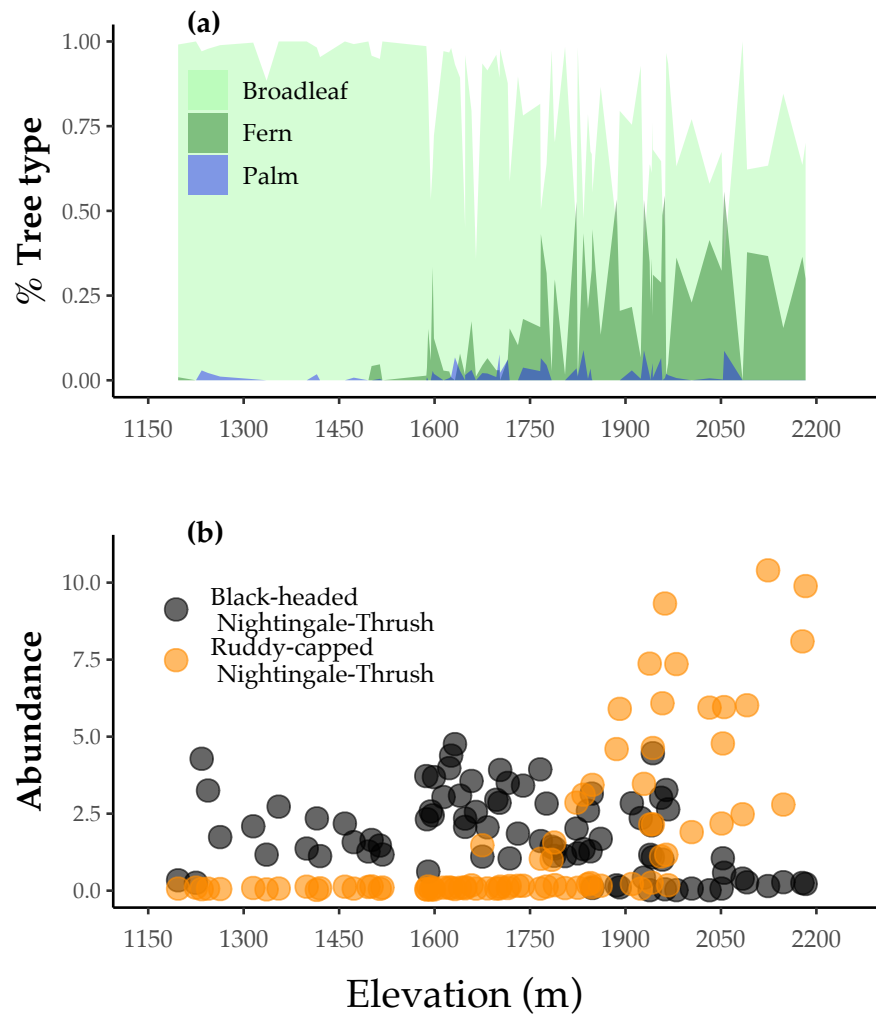 (a)
1.00
0.75
0.50
0.25
0.00
% Tree type
Broadleaf
Fern
Palm
1150 1300 1450 1600 1750 1900 2050 2200
(b)
10.0
7.5
5.0
2.5
0.0
Abundance
Black-headed
Nightingale-Thrush
Ruddy-capped
Nightingale-Thrush
1150 1300 1450 1600 1750 1900 2050 2200
Elevation (m)